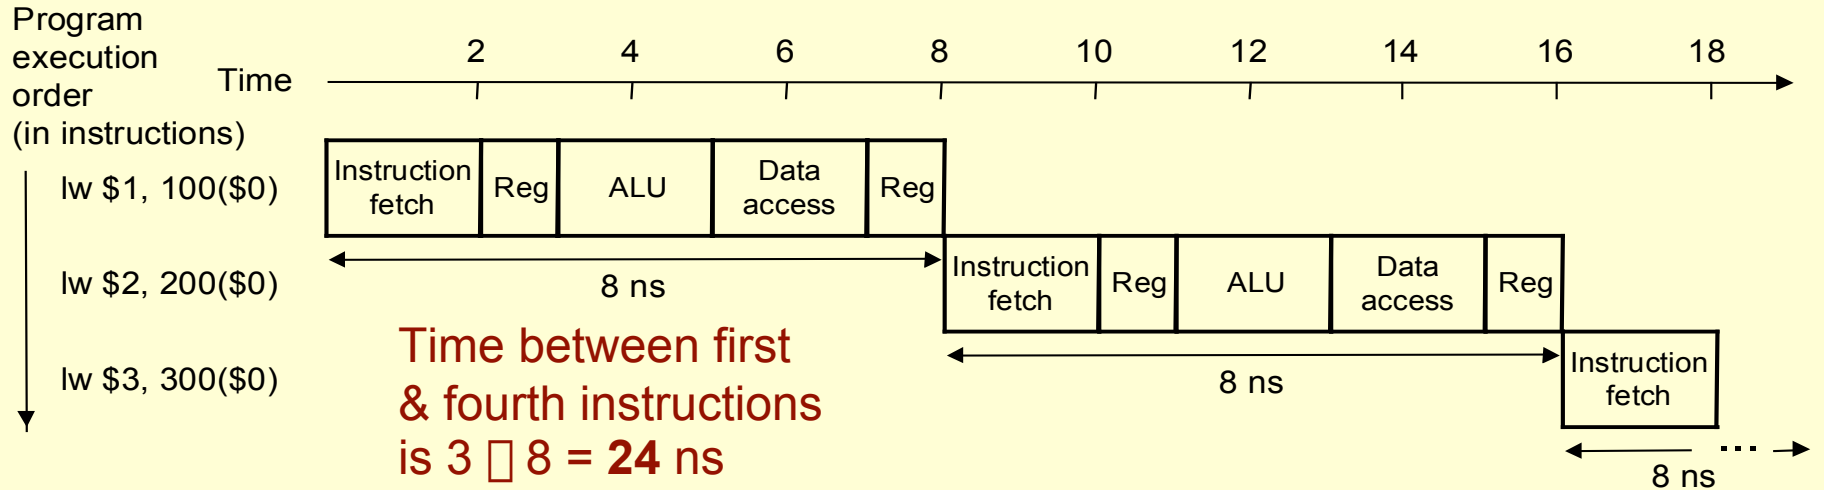 Program
execution
order
(in instructions)
Time
2 4 6 8 10 12 14 16 18
lw $1, 100($0)
Instruction
fetch
Reg
ALU
Data
access
Reg
8 ns
lw $2, 200($0)
Instruction
fetch
Reg
ALU
Data
access
Reg
8 ns
lw $3, 300($0)
Instruction
fetch
...
8 ns
Time between first
& fourth instructions
is 3 □ 8 = 24 ns